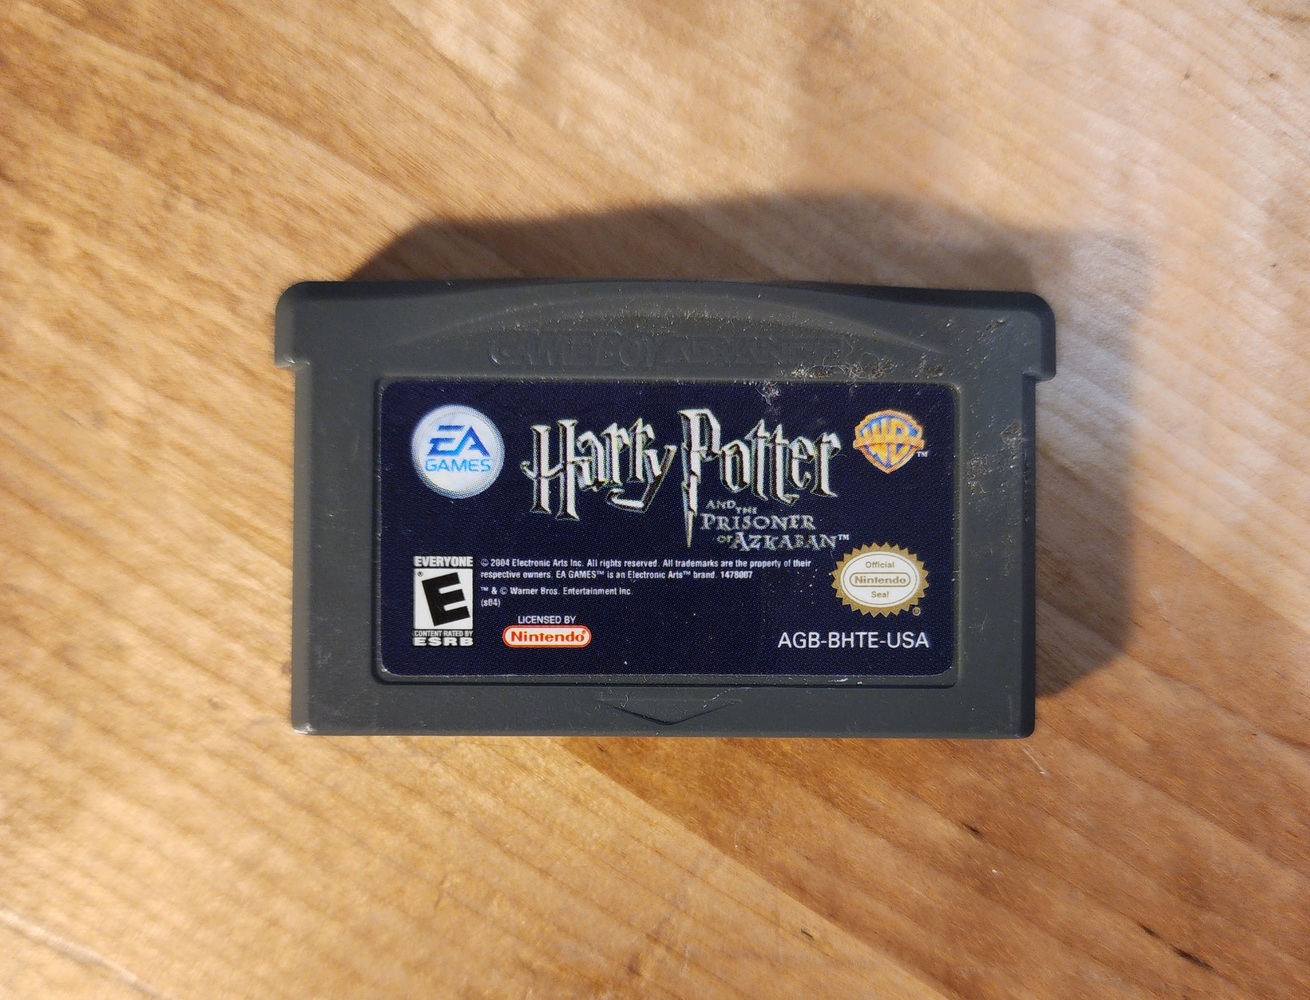 GAME BOY ADVANCE
EA
GAMES
Harry Potter
AND THE
PRISONER
OF AZKABAN™
WB
™
EVERYONE
E
®
CONTENT RATED BY
ESRB
© 2004 Electronic Arts Inc. All rights reserved. All trademarks are the property of their
respective owners. EA GAMES™ is an Electronic Arts™ brand. 1478007
™ & © Warner Bros. Entertainment Inc.
(s04)
LICENSED BY
Nintendo®
Official
Nintendo
Seal
®
AGB-BHTE-USA